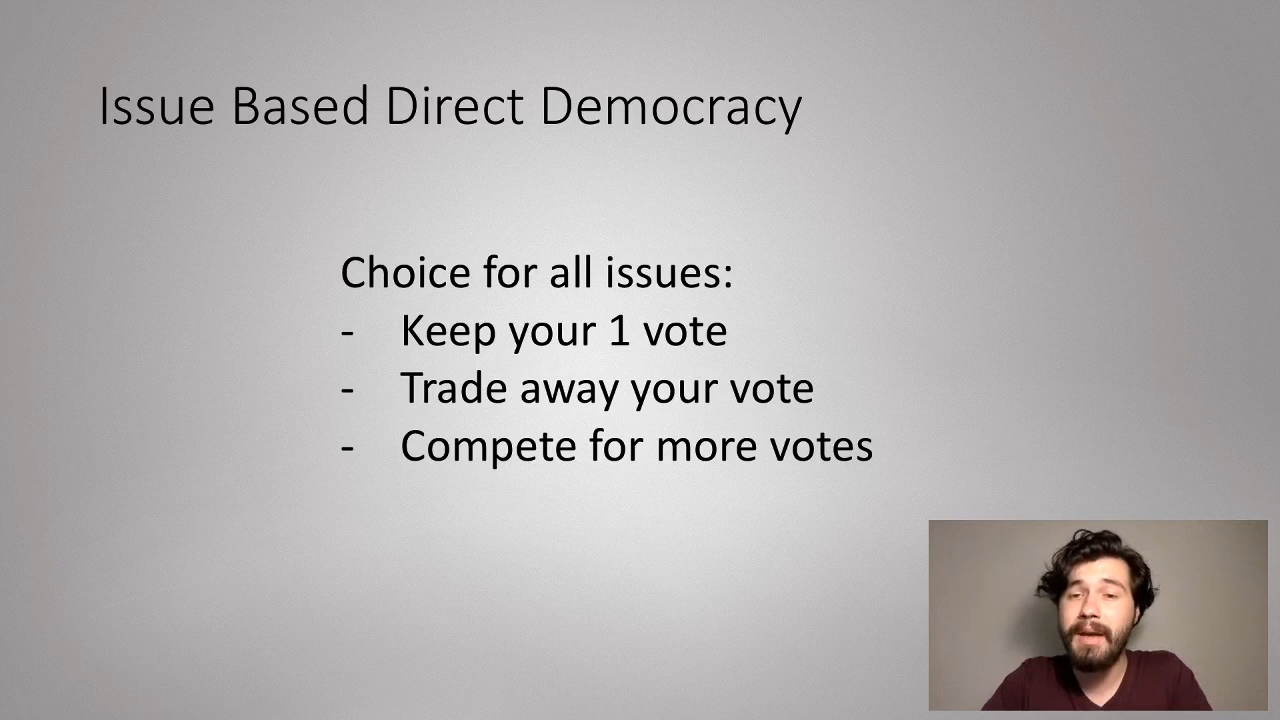 Issue Based Direct Democracy
Choice for all issues:
- Keep your 1 vote
- Trade away your vote
- Compete for more votes